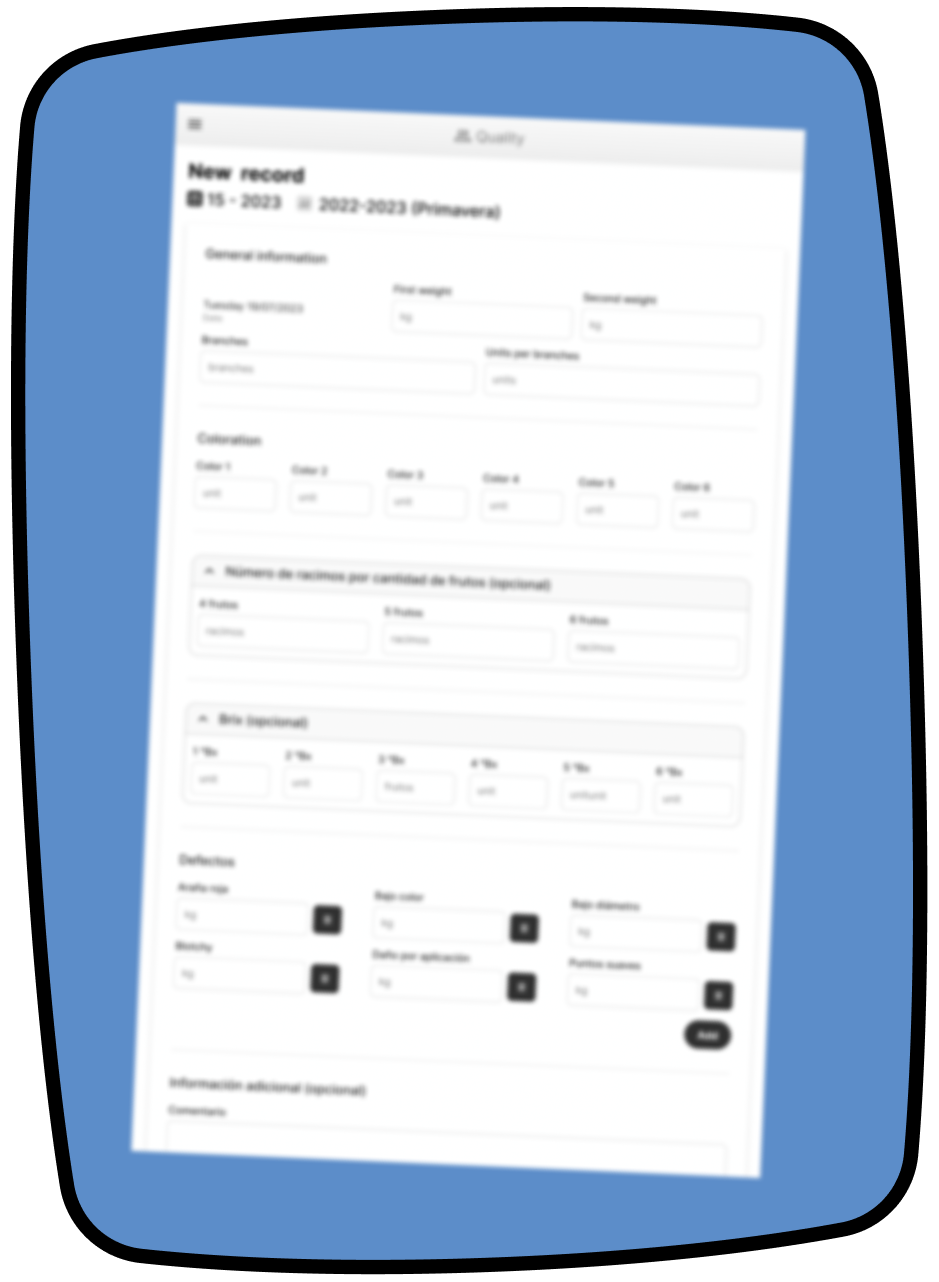 Quality
New record
15 - 2023 2022-2023 (Primavera)
General information
First weight Second weight
Tuesday 18/07/2023 kg kg
Date
Branches Units per branches
branches units
Coloration
Color 1 Color 2 Color 3 Color 4 Color 5 Color 6
unit unit unit unit unit unit
Número de racimos por cantidad de frutos (opcional)
4 frutos 5 frutos 6 frutos
racimos racimos racimos
Brix (opcional)
1 °Bx 2 °Bx 3 °Bx 4 °Bx 5 °Bx 6 °Bx
unit unit frutos unit unitunit unit
Defectos
Araña roja Bajo color Bajo diámetro
kg X kg X kg X
Blotchy Daño por aplicación Puntos suaves
kg X kg X kg X
Add
Información adicional (opcional)
Comentario